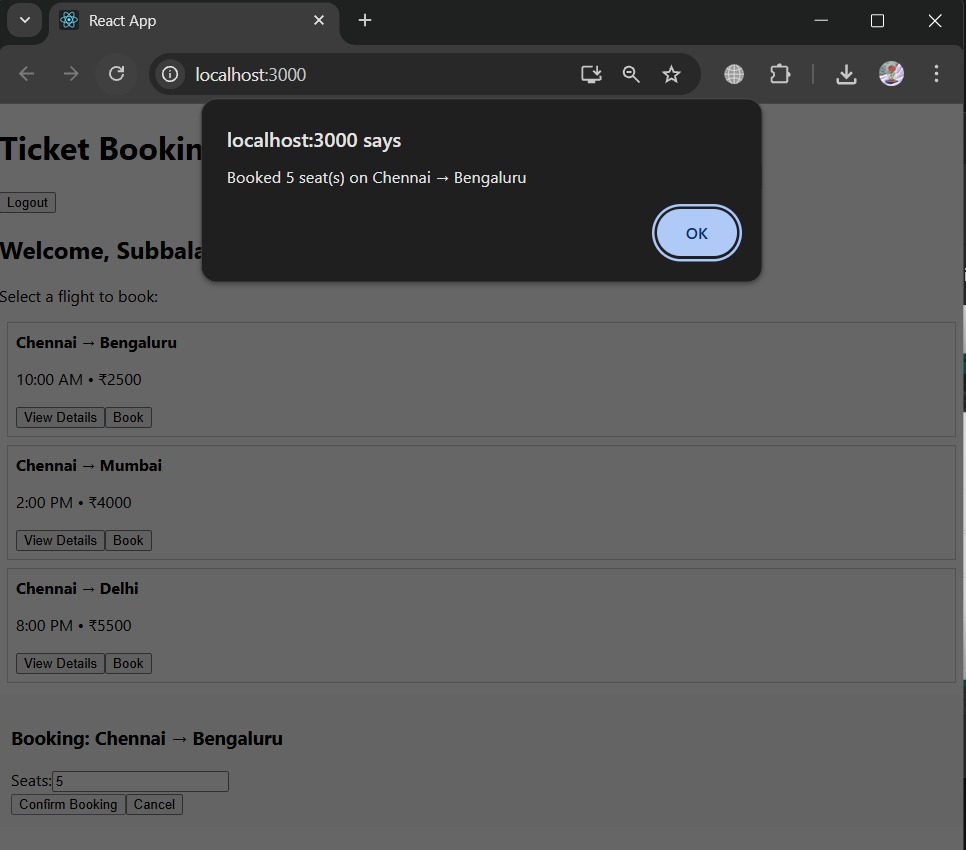 React App
localhost:3000
localhost:3000 says
Booked 5 seat(s) on Chennai → Bengaluru
OK
Ticket Bookin
Logout
Welcome, Subbala
Select a flight to book:
Chennai → Bengaluru
10:00 AM • ₹2500
View Details Book
Chennai → Mumbai
2:00 PM • ₹4000
View Details Book
Chennai → Delhi
8:00 PM • ₹5500
View Details Book
Booking: Chennai → Bengaluru
Seats: 5
Confirm Booking Cancel